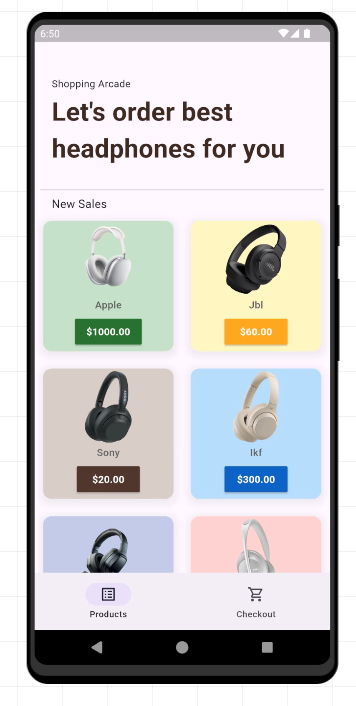 6:50
Shopping Arcade
Let's order best
headphones for you
New Sales
Apple
Jbl
$1000.00
$60.00
JBL
Sony
Ikf
$20.00
$300.00
Products
Checkout